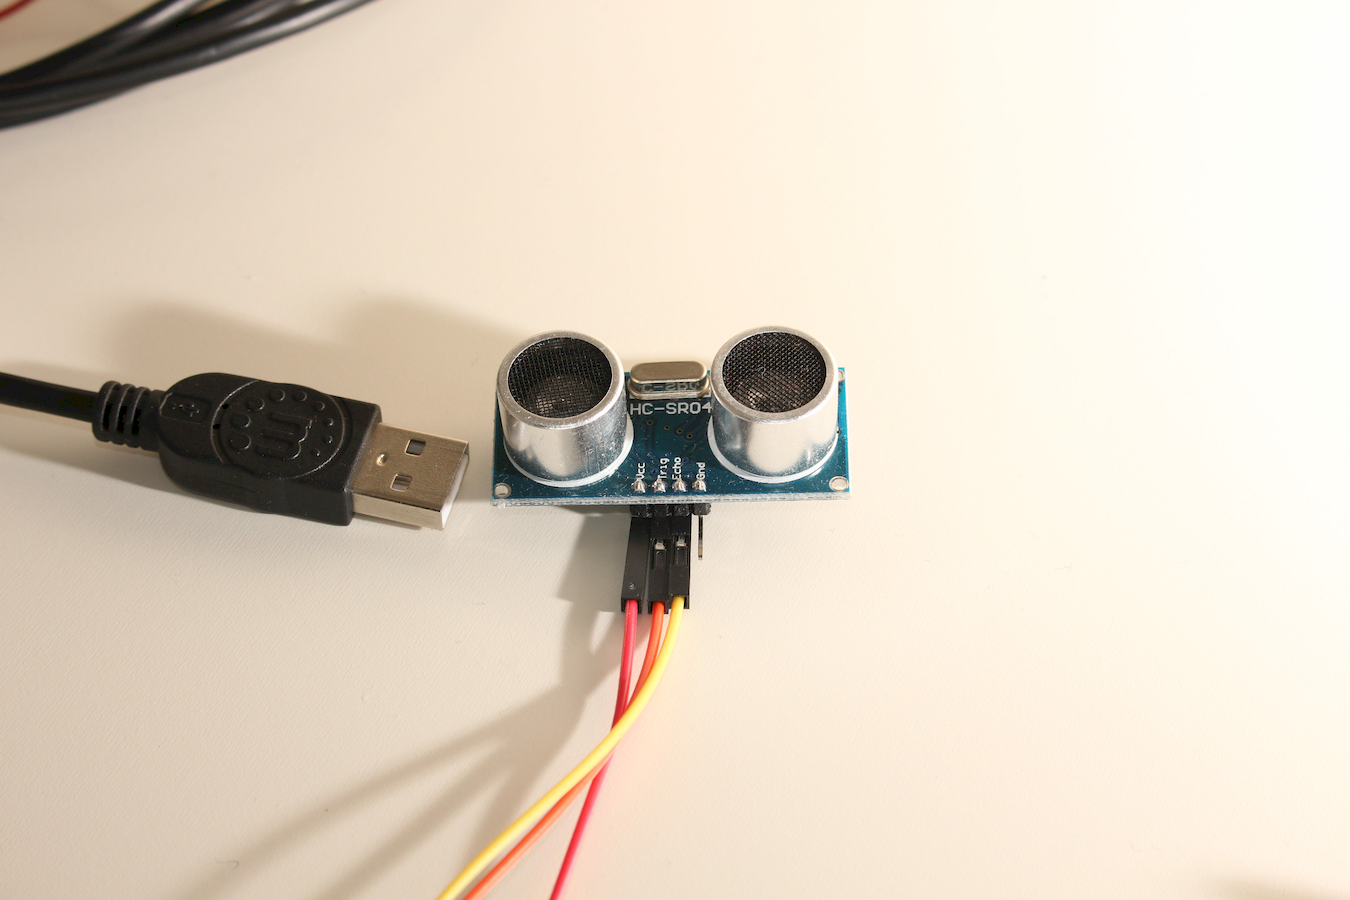 HC-SR04
Vcc
Trig
Echo
Gnd